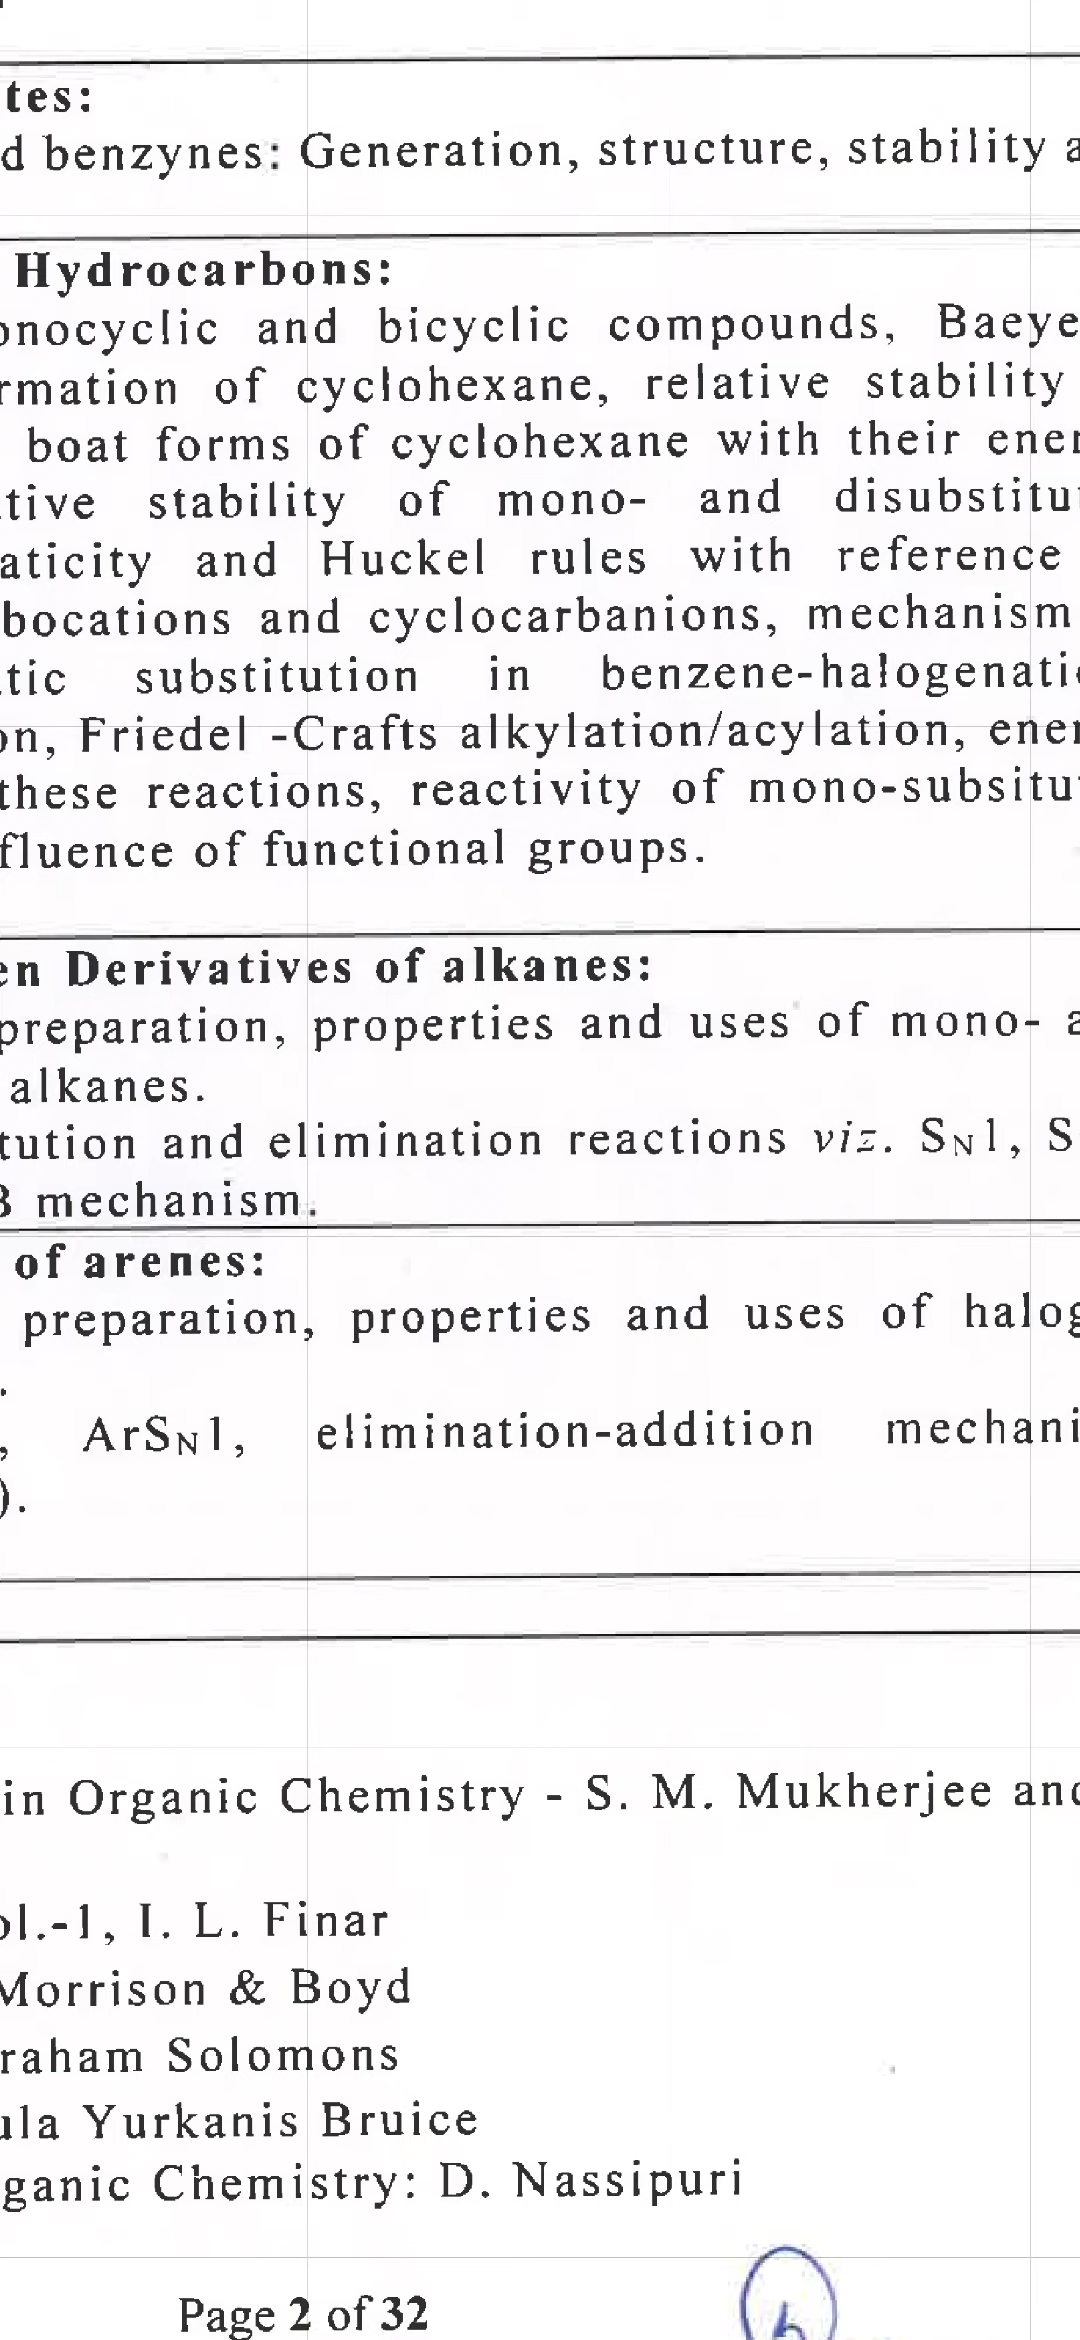 tes:
d benzynes: Generation, structure, stability a
Hydrocarbons:
onocyclic and bicyclic compounds, Baeye
rmation of cyclohexane, relative stability
boat forms of cyclohexane with their ener
tive stability of mono- and disubstitut
aticity and Huckel rules with reference
bocations and cyclocarbanions, mechanism
tic substitution in benzene-halogenatio
on, Friedel -Crafts alkylation/acylation, ener
these reactions, reactivity of mono-subsitut
fluence of functional groups.
en Derivatives of alkanes:
preparation, properties and uses of mono- a
alkanes.
tution and elimination reactions viz. SN1, S
3 mechanism.
of arenes:
preparation, properties and uses of halog
.
, ArSN1, elimination-addition mechani
).
in Organic Chemistry - S. M. Mukherjee and
ol.-1, I. L. Finar
Morrison & Boyd
raham Solomons
ula Yurkanis Bruice
ganic Chemistry: D. Nassipuri
Page 2 of 32